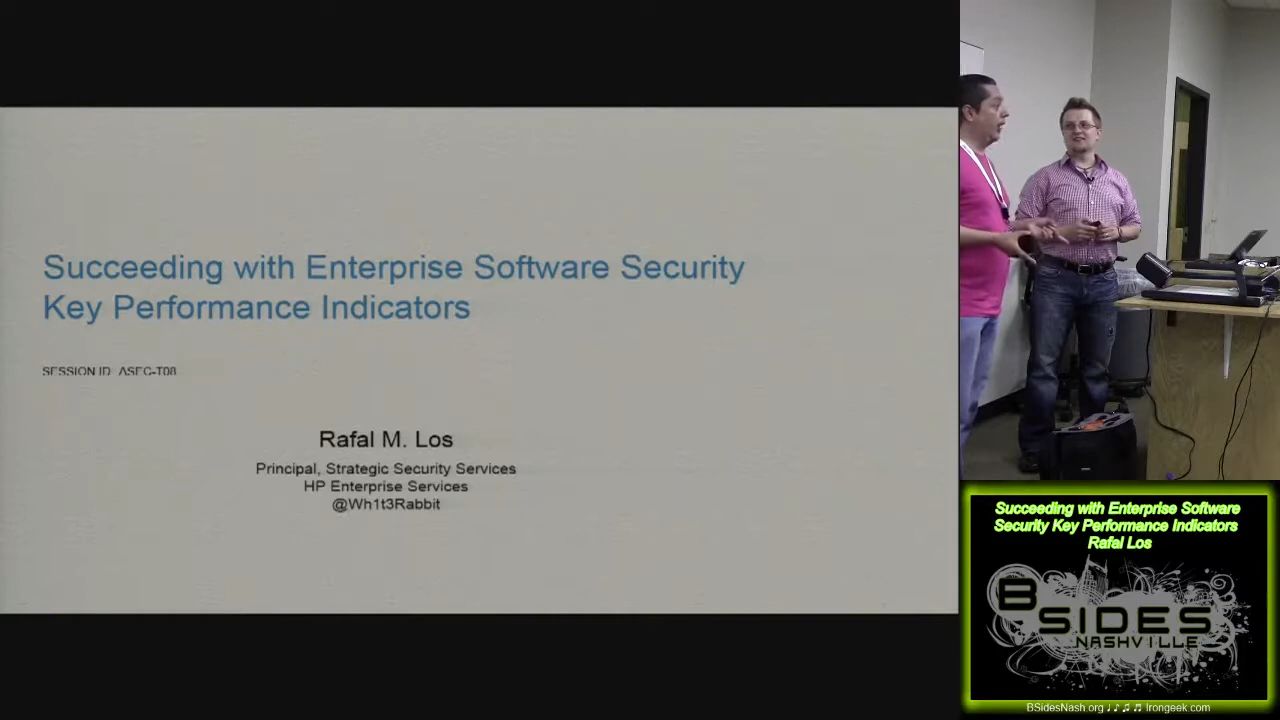 Succeeding with Enterprise Software Security
Key Performance Indicators
SESSION ID: ASEC-T08
Rafal M. Los
Principal, Strategic Security Services
HP Enterprise Services
@Wh1t3Rabbit
Succeeding with Enterprise Software
Security Key Performance Indicators
Rafal Los
BSIDES
NASHVILLE
BSidesNash.org ♩♪♫♬ Irongeek.com